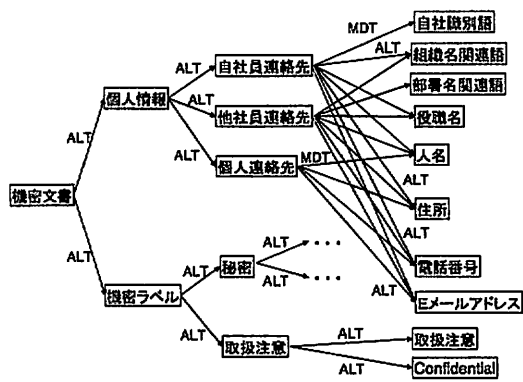 機密文書
ALT
ALT
個人情報
機密ラベル
ALT
ALT
ALT
自社員連絡先
他社員連絡先
個人連絡先
MDT
ALT
MDT
ALT
ALT
ALT
自社識別語
組織名関連語
部署名関連語
役職名
人名
住所
電話番号
Eメールアドレス
ALT
ALT
秘密
取扱注意
ALT
ALT
・・・
・・・
ALT
ALT
取扱注意
Confidential